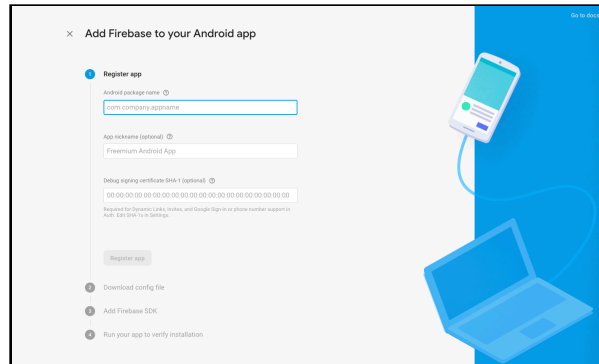 Go to docs
× Add Firebase to your Android app
1 Register app
Android package name ?
com.company.appname
App nickname (optional) ?
Freemium Android App
Debug signing certificate SHA-1 (optional) ?
00:00:00:00:00:00:00:00:00:00:00:00:00:00:00:00:00:00:00:00
Required for Dynamic Links, Invites, and Google Sign-In or phone number support in
Auth. Edit SHA-1s in Settings.
Register app
2 Download config file
3 Add Firebase SDK
4 Run your app to verify installation